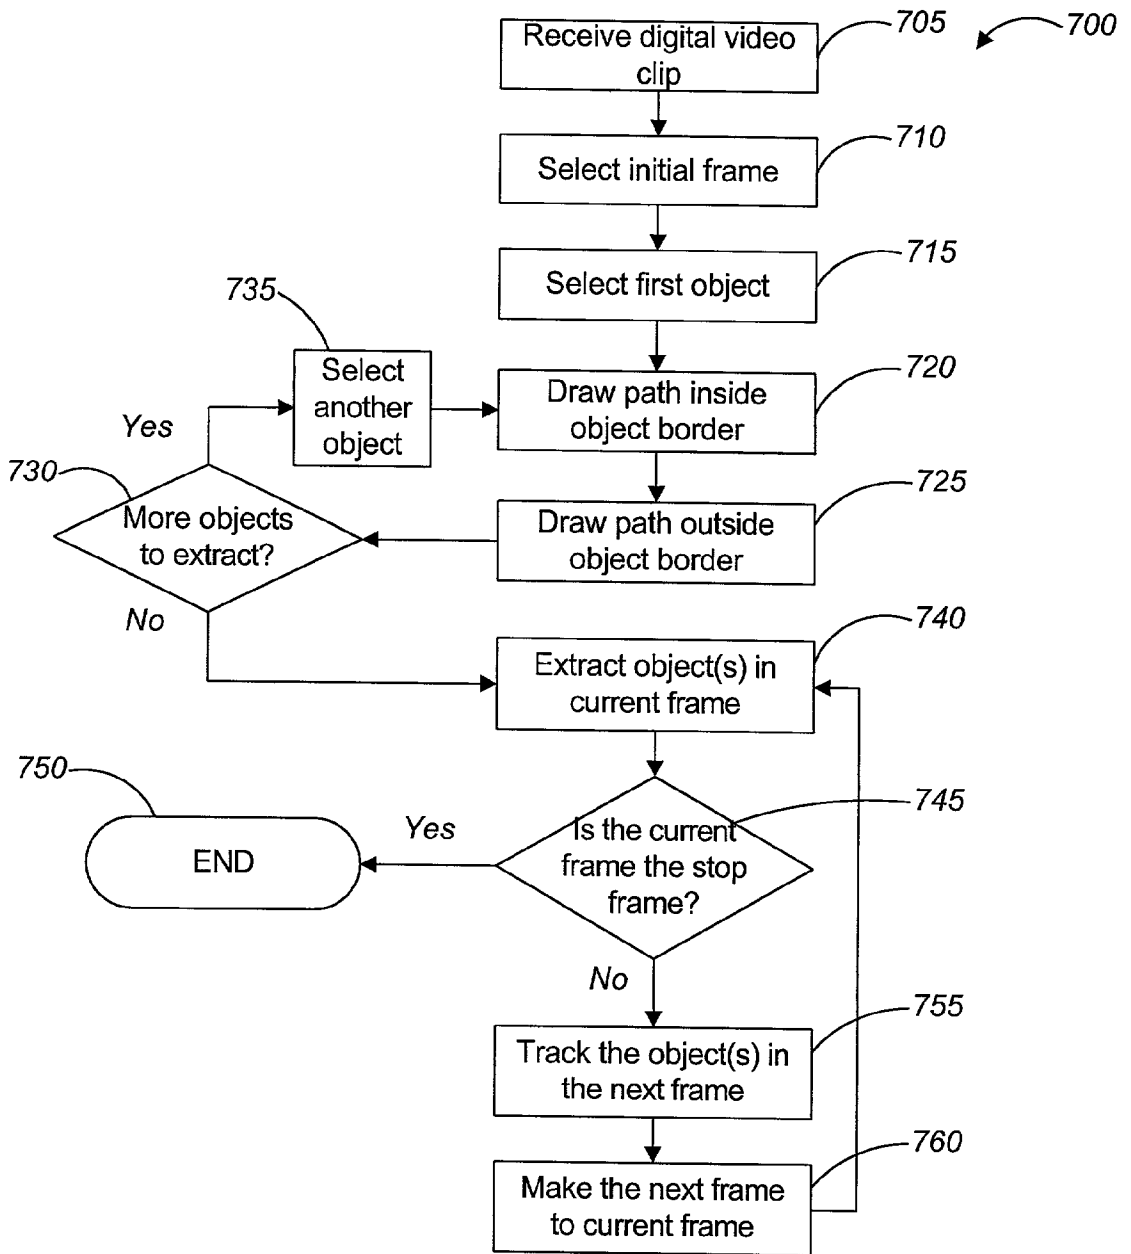 Receive digital video
clip
705
700
Select initial frame
710
Select first object
715
735
Select
another
object
Draw path inside
object border
720
Yes
730
More objects
to extract?
Draw path outside
object border
725
No
Extract object(s) in
current frame
740
750
END
Yes
Is the current
frame the stop
frame?
745
No
Track the object(s) in
the next frame
755
Make the next frame
to current frame
760